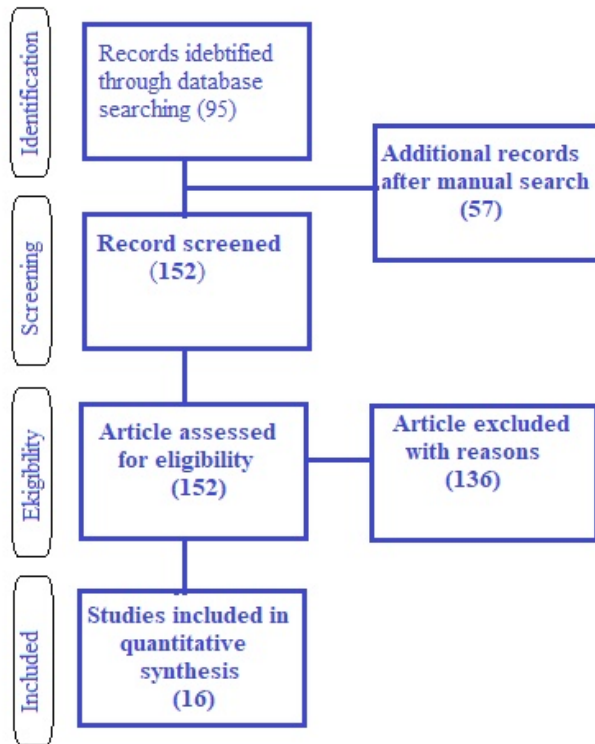 Identification
Records idebtified
through database
searching (95)
Additional records
after manual search
(57)
Screening
Record screened
(152)
Ekigibility
Article assessed
for eligibility
(152)
Article excluded
with reasons
(136)
Included
Studies included in
quantitative
synthesis
(16)